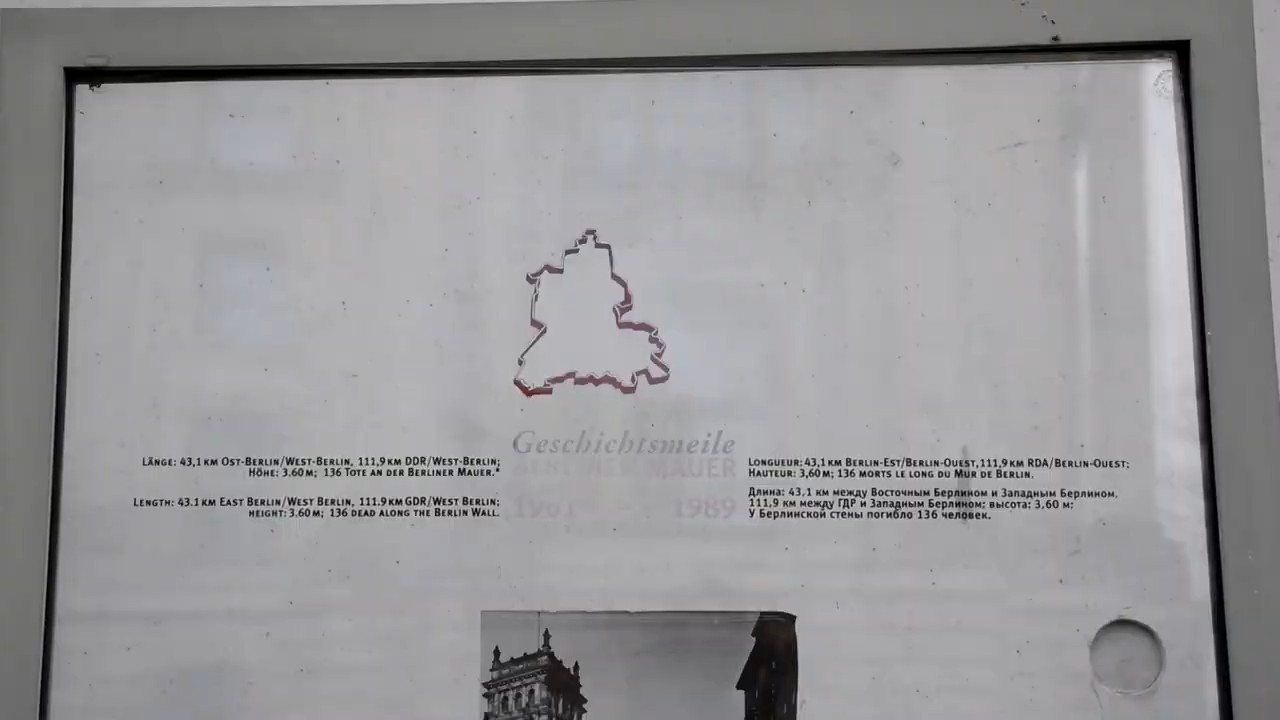 Geschichtsmeile
BERLINER MAUER
1961 1989
LÄNGE: 43,1 KM OST-BERLIN/WEST-BERLIN, 111,9 KM DDR/WEST-BERLIN;
HÖHE: 3.60 M; 136 TOTE AN DER BERLINER MAUER.*
LENGTH: 43.1 KM EAST BERLIN/WEST BERLIN, 111.9 KM GDR/WEST BERLIN;
HEIGHT: 3.60 M; 136 DEAD ALONG THE BERLIN WALL.
LONGUEUR: 43,1 KM BERLIN-EST/BERLIN-OUEST, 111,9 KM RDA/BERLIN-OUEST;
HAUTEUR: 3,60 M; 136 MORTS LE LONG DU MUR DE BERLIN.
Длина: 43,1 км между Восточным Берлином и Западным Берлином,
111,9 км между ГДР и Западным Берлином; высота: 3,60 м;
У Берлинской стены погибло 136 человек.